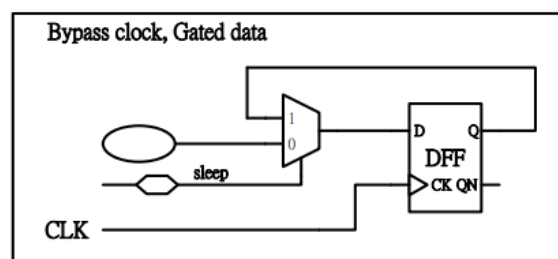 Bypass clock, Gated data
1
0
D Q
DFF
sleep
CK QN
CLK